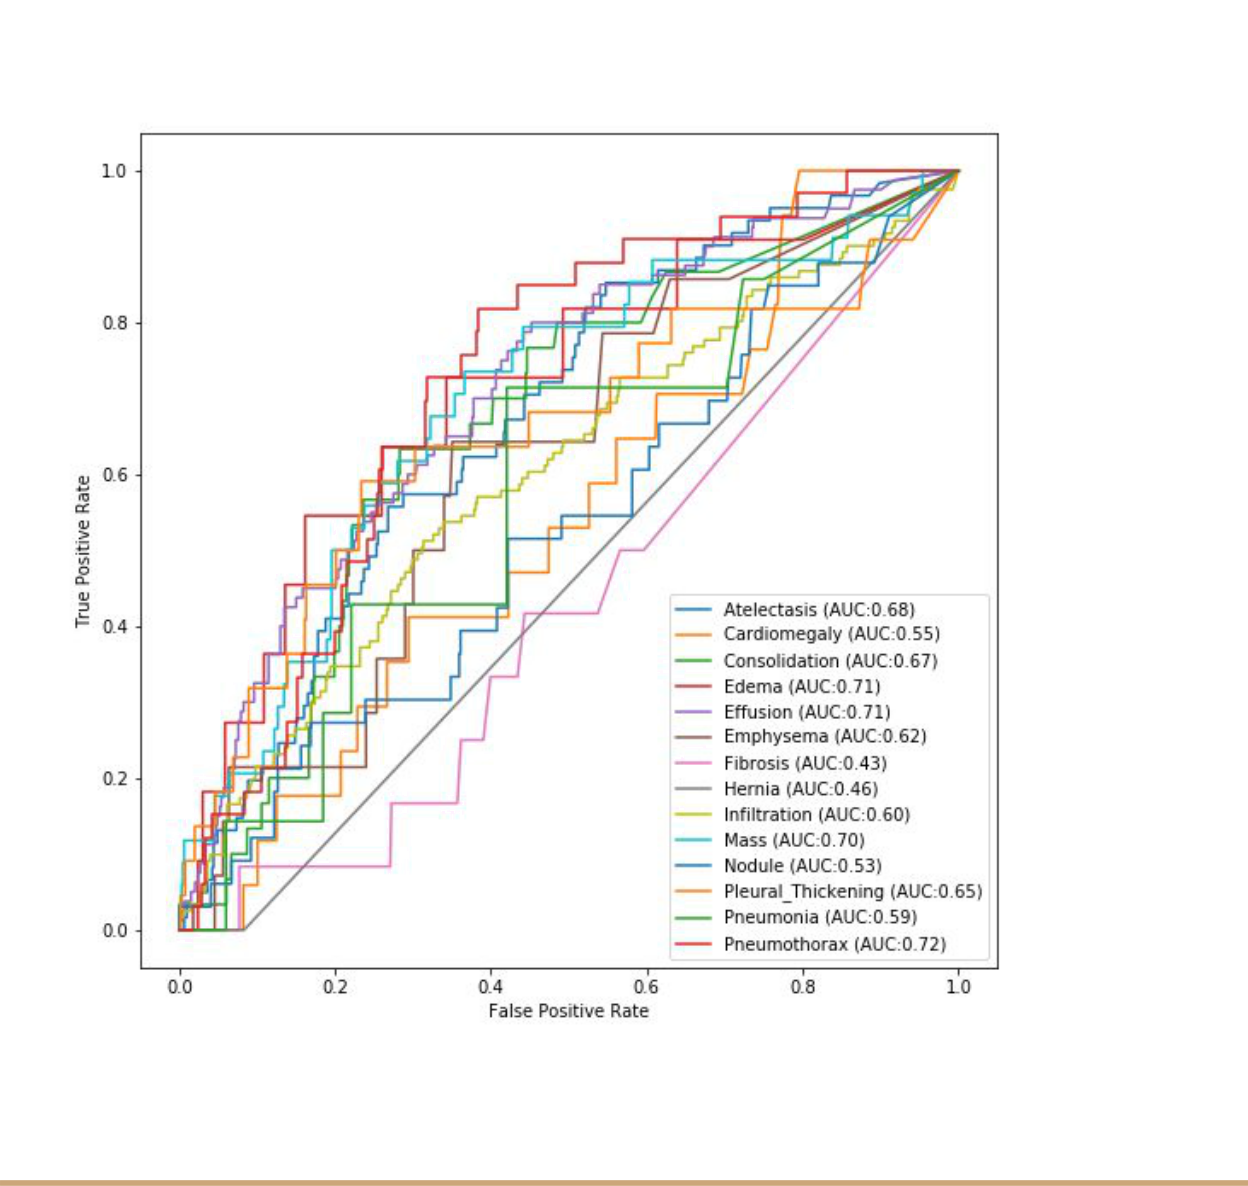 1.0
0.8
0.6
0.4
0.2
0.0
True Positive Rate
0.0 0.2 0.4 0.6 0.8 1.0
False Positive Rate
Atelectasis (AUC:0.68)
Cardiomegaly (AUC:0.55)
Consolidation (AUC:0.67)
Edema (AUC:0.71)
Effusion (AUC:0.71)
Emphysema (AUC:0.62)
Fibrosis (AUC:0.43)
Hernia (AUC:0.46)
Infiltration (AUC:0.60)
Mass (AUC:0.70)
Nodule (AUC:0.53)
Pleural_Thickening (AUC:0.65)
Pneumonia (AUC:0.59)
Pneumothorax (AUC:0.72)